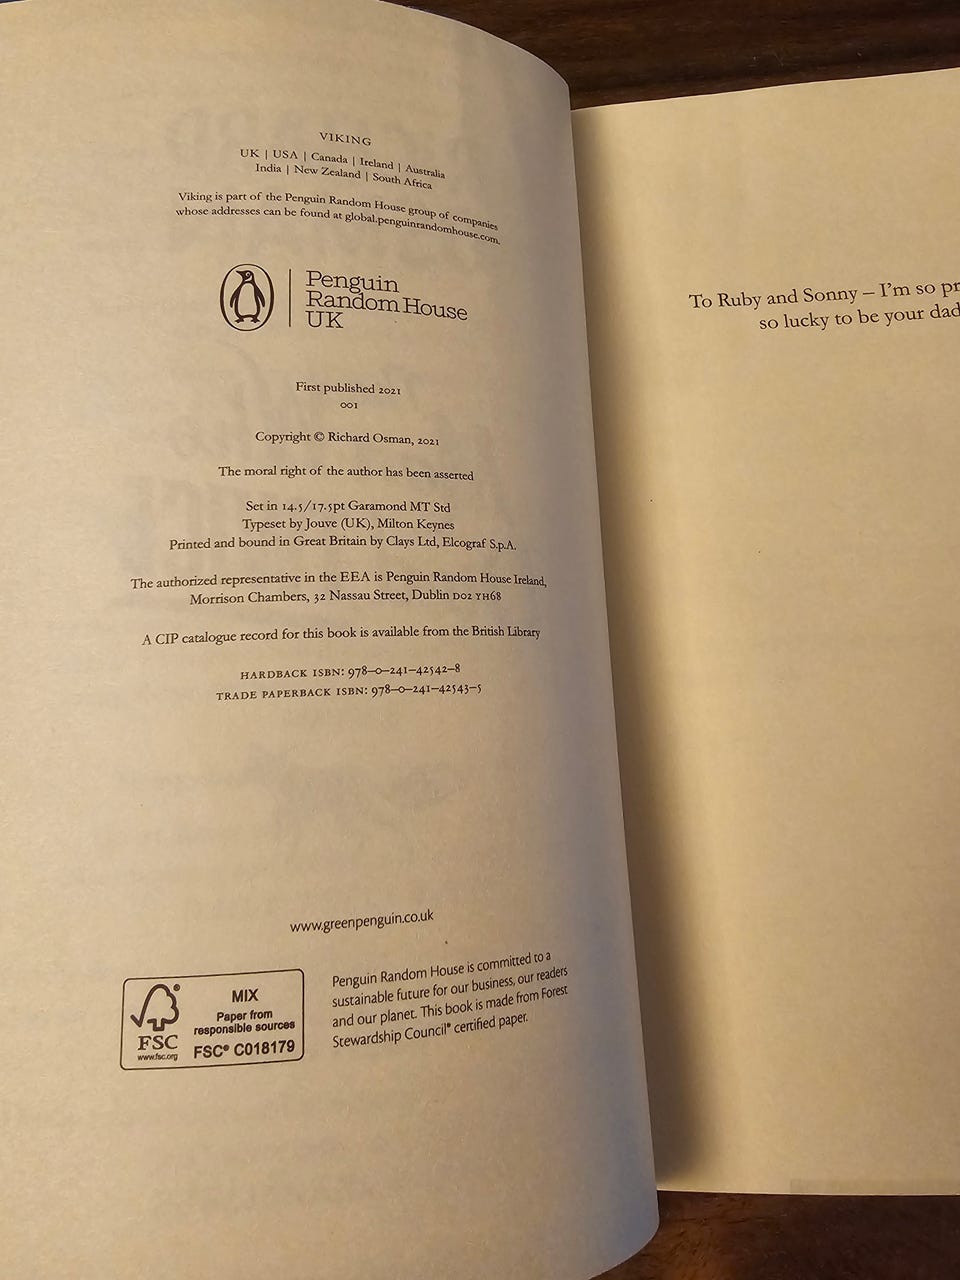 VIKING
UK | USA | Canada | Ireland | Australia
India | New Zealand | South Africa
Viking is part of the Penguin Random House group of companies
whose addresses can be found at global.penguinrandomhouse.com.
Penguin
Random House
UK
First published 2021
001
Copyright © Richard Osman, 2021
The moral right of the author has been asserted
Set in 14.5/17.5pt Garamond MT Std
Typeset by Jouve (UK), Milton Keynes
Printed and bound in Great Britain by Clays Ltd, Elcograf S.p.A.
The authorized representative in the EEA is Penguin Random House Ireland,
Morrison Chambers, 32 Nassau Street, Dublin D02 YH68
A CIP catalogue record for this book is available from the British Library
HARDBACK ISBN: 978–0–241–42542–8
TRADE PAPERBACK ISBN: 978–0–241–42543–5
www.greenpenguin.co.uk
MIX
Paper from
responsible sources
FSC® C018179
FSC
www.fsc.org
Penguin Random House is committed to a
sustainable future for our business, our readers
and our planet. This book is made from Forest
Stewardship Council® certified paper.
To Ruby and Sonny – I'm so pr
so lucky to be your dad